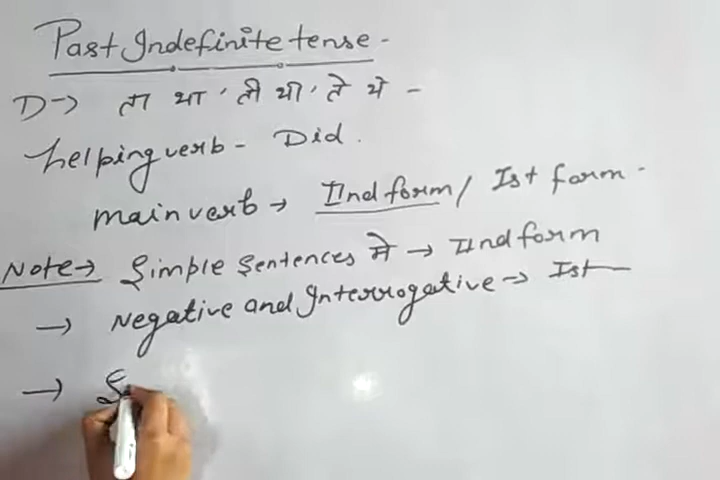 Past Indefinite tense -
D-> ता था, ती थी, ते थे -
helping verb - Did.
main verb -> IInd form / Ist form -
Note -> Simple Sentences में -> IInd form
-> Negative and Interrogative -> Ist
-> S